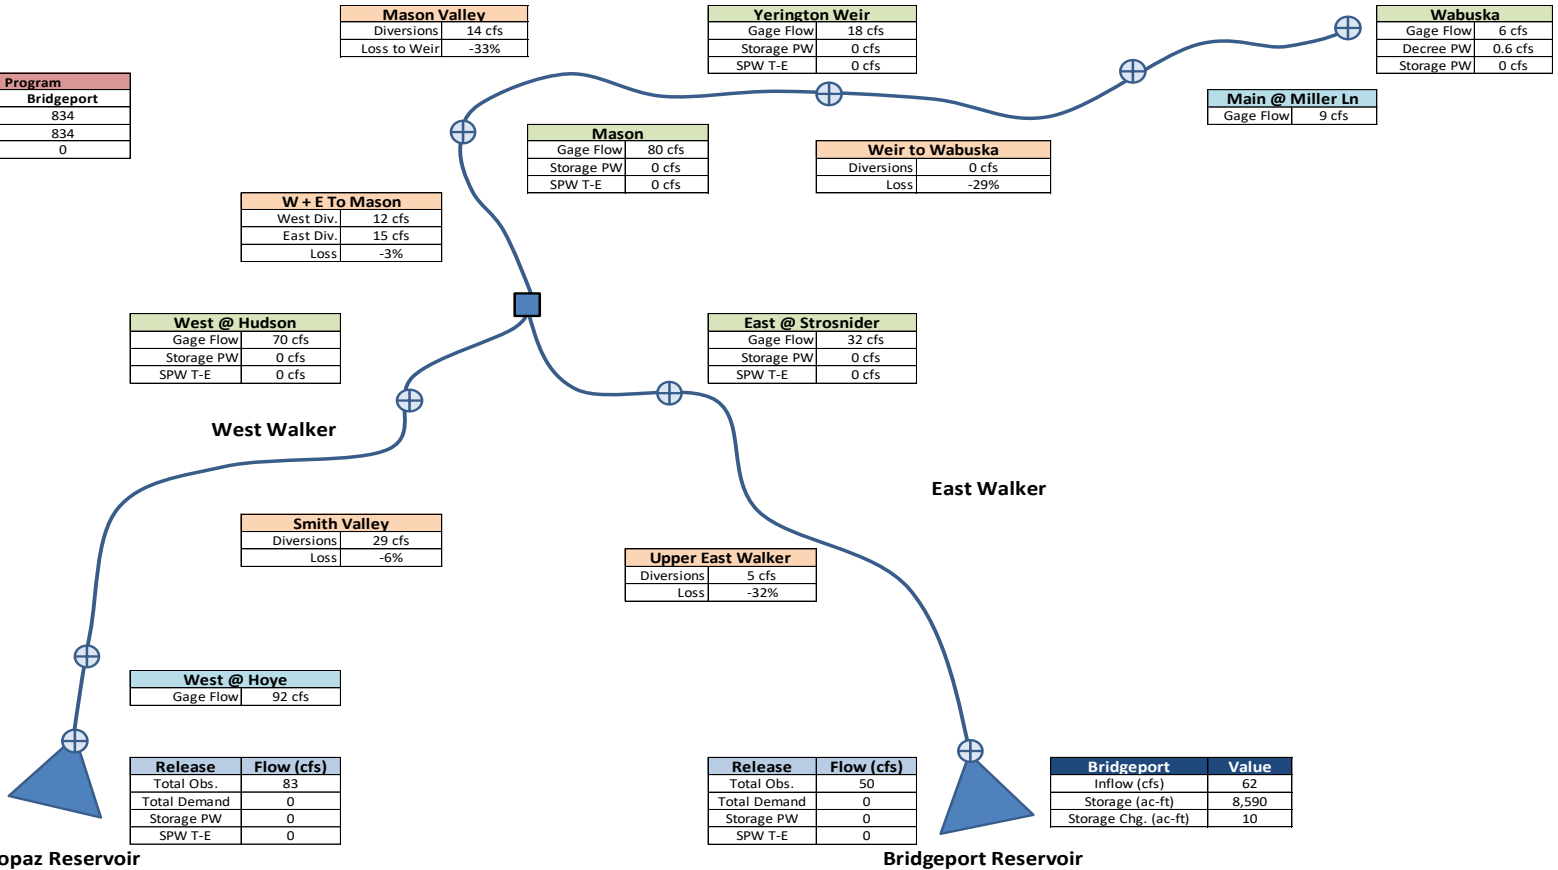 Mason Valley
Diversions 14 cfs
Loss to Weir -33%
Yerington Weir
Gage Flow 18 cfs
Storage PW 0 cfs
SPW T-E 0 cfs
Wabuska
Gage Flow 6 cfs
Decree PW 0.6 cfs
Storage PW 0 cfs
Program
Bridgeport
834
834
0
Main @ Miller Ln
Gage Flow 9 cfs
Mason
Gage Flow 80 cfs
Storage PW 0 cfs
SPW T-E 0 cfs
Weir to Wabuska
Diversions 0 cfs
Loss -29%
W + E To Mason
West Div. 12 cfs
East Div. 15 cfs
Loss -3%
West @ Hudson
Gage Flow 70 cfs
Storage PW 0 cfs
SPW T-E 0 cfs
East @ Strosnider
Gage Flow 32 cfs
Storage PW 0 cfs
SPW T-E 0 cfs
West Walker
East Walker
Smith Valley
Diversions 29 cfs
Loss -6%
Upper East Walker
Diversions 5 cfs
Loss -32%
West @ Hoye
Gage Flow 92 cfs
Release Flow (cfs)
Total Obs. 83
Total Demand 0
Storage PW 0
SPW T-E 0
Release Flow (cfs)
Total Obs. 50
Total Demand 0
Storage PW 0
SPW T-E 0
Bridgeport Value
Inflow (cfs) 62
Storage (ac-ft) 8,590
Storage Chg. (ac-ft) 10
opaz Reservoir
Bridgeport Reservoir